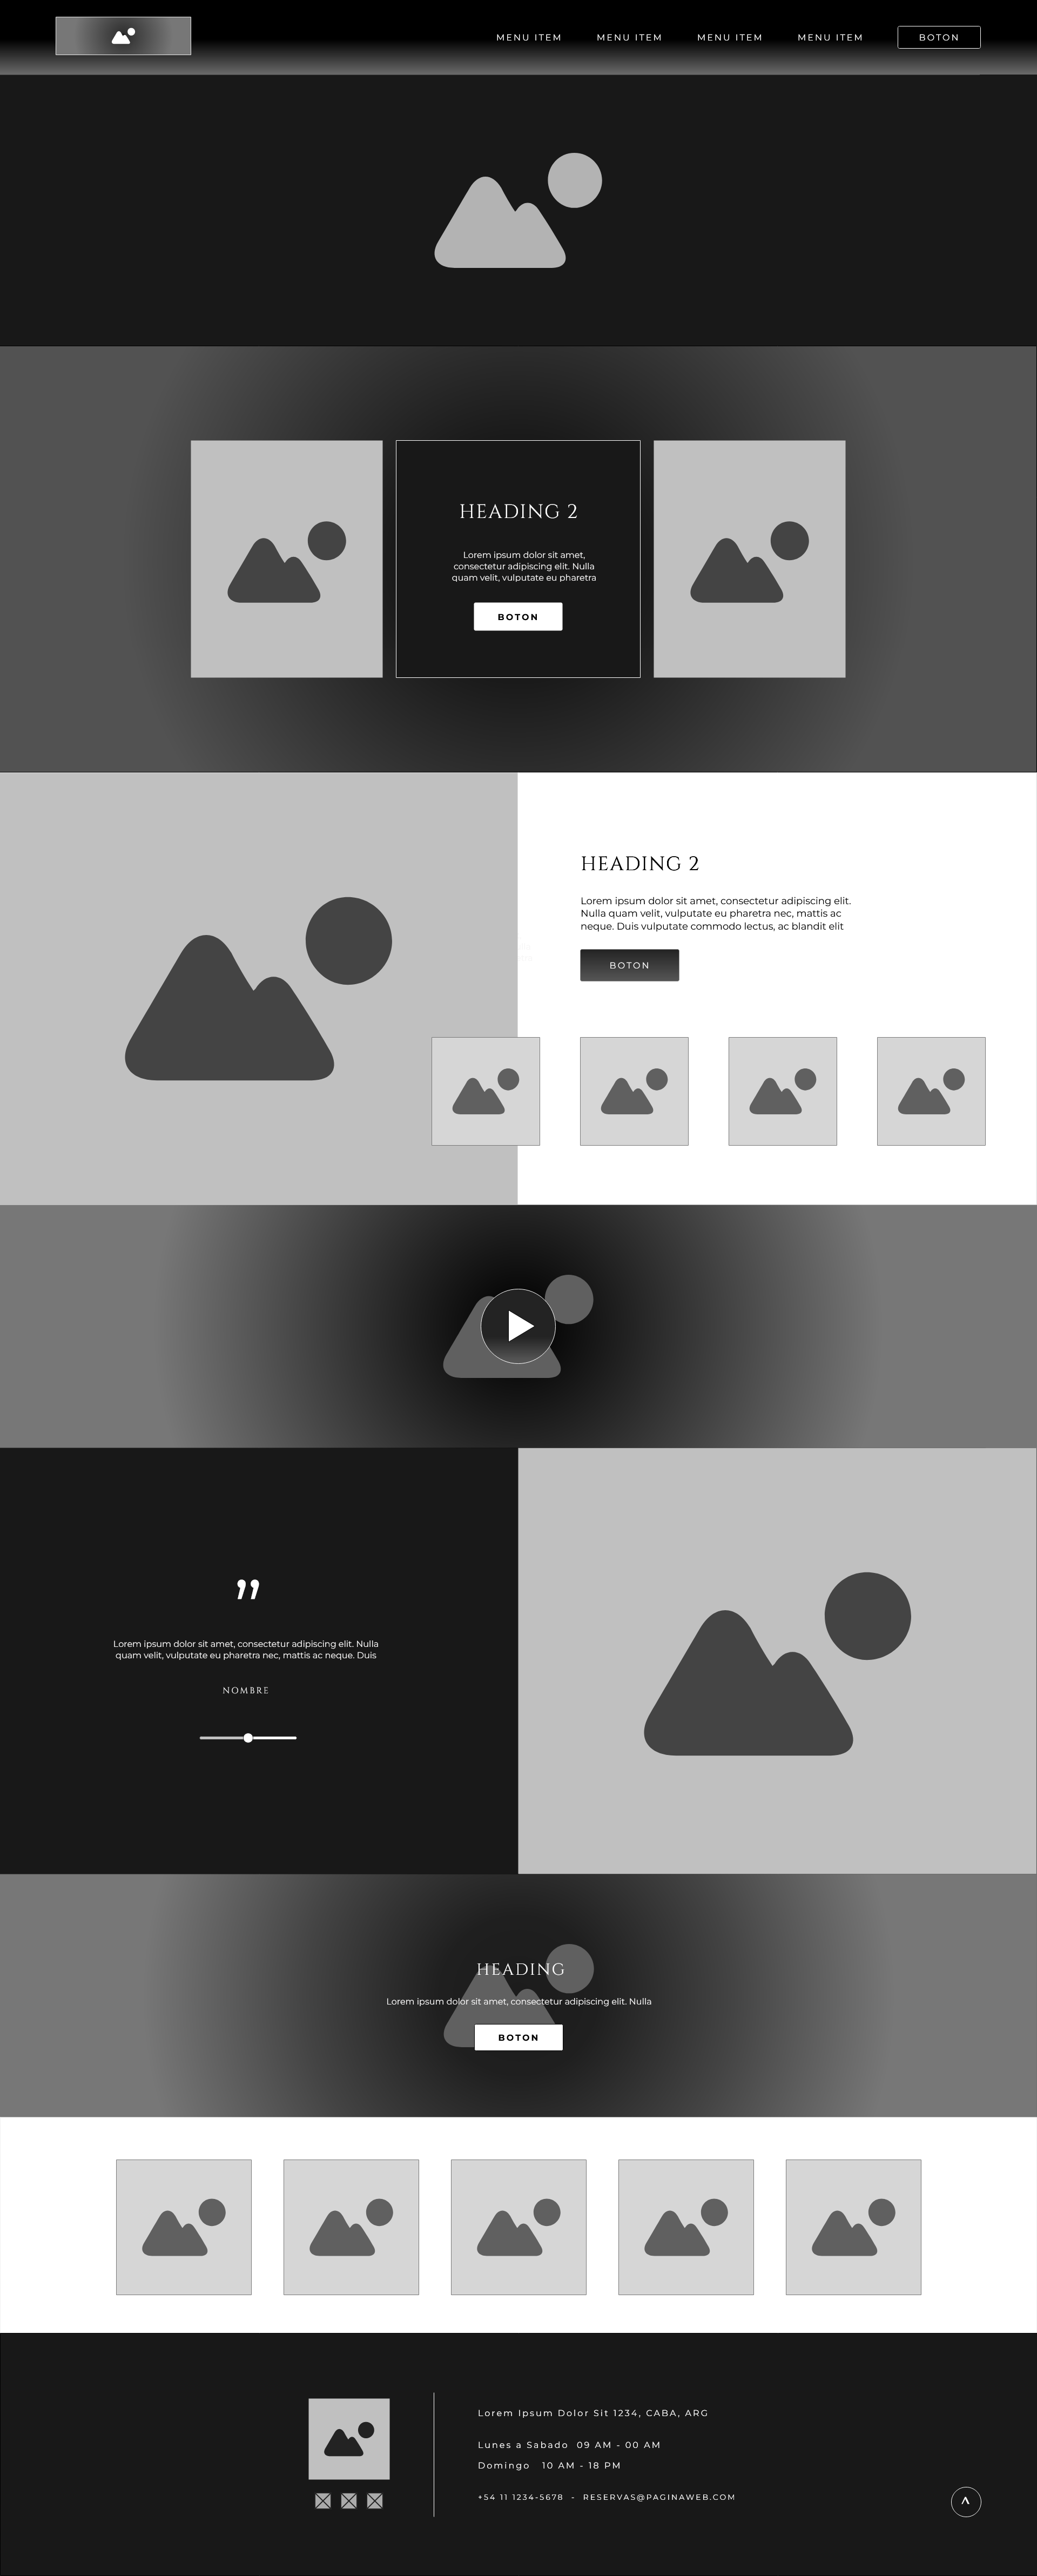 MENU ITEM MENU ITEM MENU ITEM MENU ITEM BOTON
HEADING 2
Lorem ipsum dolor sit amet,
consectetur adipiscing elit. Nulla
quam velit, vulputate eu pharetra
BOTON
HEADING 2
Lorem ipsum dolor sit amet, consectetur adipiscing elit.
Nulla quam velit, vulputate eu pharetra nec, mattis ac
neque. Duis vulputate commodo lectus, ac blandit elit
BOTON
”
Lorem ipsum dolor sit amet, consectetur adipiscing elit. Nulla
quam velit, vulputate eu pharetra nec, mattis ac neque. Duis
NOMBRE
HEADING
Lorem ipsum dolor sit amet, consectetur adipiscing elit. Nulla
BOTON
Lorem Ipsum Dolor Sit 1234, CABA, ARG
Lunes a Sabado 09 AM - 00 AM
Domingo 10 AM - 18 PM
+54 11 1234-5678 - RESERVAS@PAGINAWEB.COM